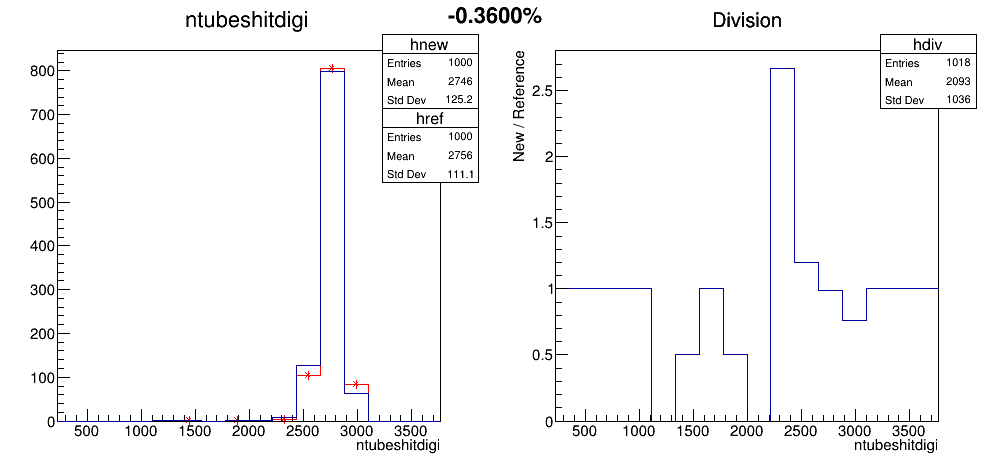 ntubeshitdigi
-0.3600%
Division
hnew
Entries 1000
Mean 2746
Std Dev 125.2
href
Entries 1000
Mean 2756
Std Dev 111.1
800
700
600
500
400
300
200
100
0
500 1000 1500 2000 2500 3000 3500
ntubeshitdigi
hdiv
Entries 1018
Mean 2093
Std Dev 1036
New / Reference
2.5
2
1.5
1
0.5
0
500 1000 1500 2000 2500 3000 3500
ntubeshitdigi